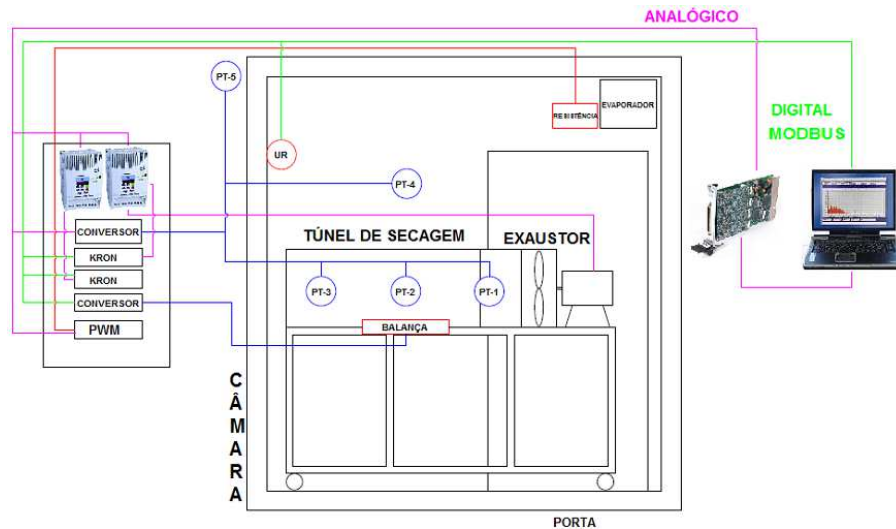 ANALÓGICO
PT-5
EVAPORADOR
RESISTÊNCIA
DIGITAL
MODBUS
UR
PT-4
CONVERSOR
TÚNEL DE SECAGEM
EXAUSTOR
KRON
KRON
PT-3
PT-2
PT-1
CONVERSOR
PWM
BALANÇA
CÂMARA
PORTA